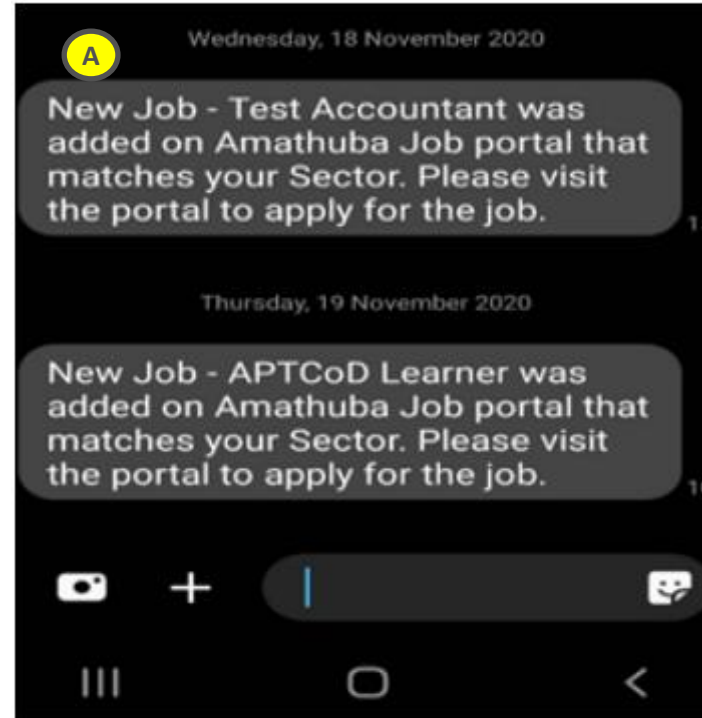 A
Wednesday, 18 November 2020
New Job - Test Accountant was
added on Amathuba Job portal that
matches your Sector. Please visit
the portal to apply for the job.
Thursday, 19 November 2020
New Job - APTCoD Learner was
added on Amathuba Job portal that
matches your Sector. Please visit
the portal to apply for the job.